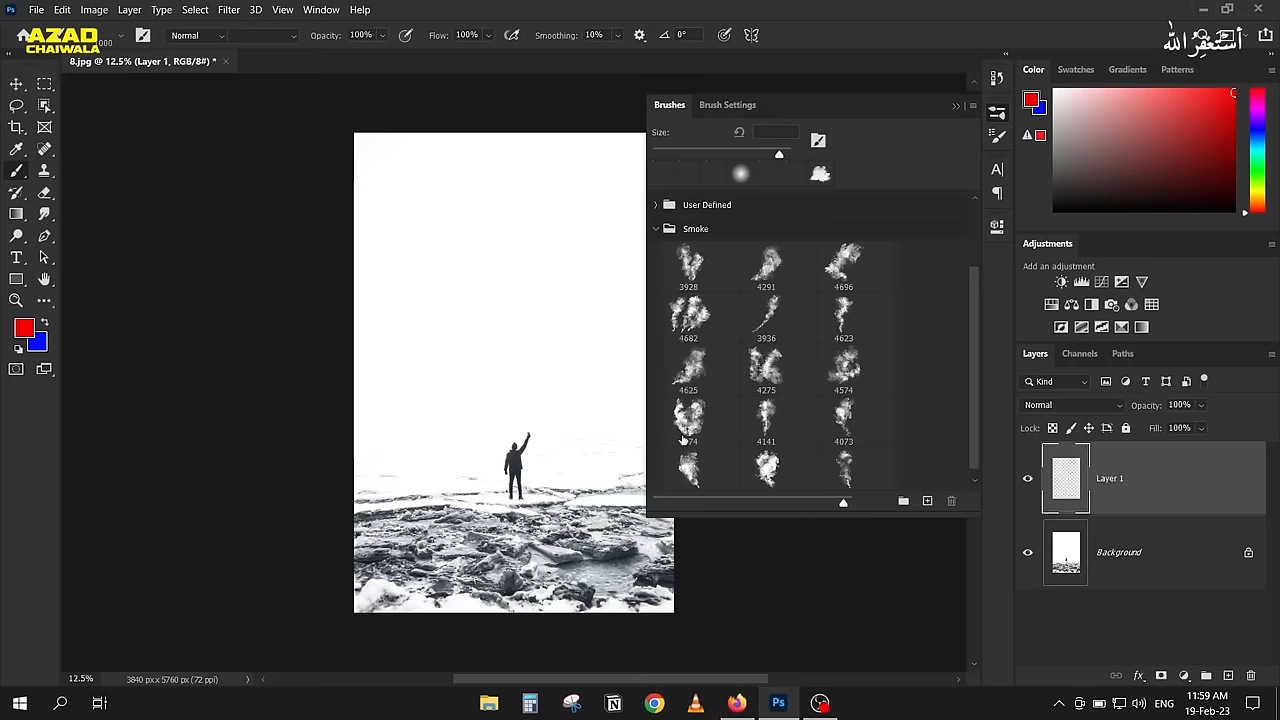 Ps File Edit Image Layer Type Select Filter 3D View Window Help
AZAD
CHAIWALA
Normal Opacity: 100% Flow: 100% Smoothing: 10% 0°
أستغفر الله
8.jpg @ 12.5% (Layer 1, RGB/8#) *
Brushes Brush Settings
Size:
User Defined
Smoke
3928 4291 4696
4682 3936 4623
4625 4275 4574
4141 4073
Color Swatches Gradients Patterns
Adjustments
Add an adjustment
Layers Channels Paths
Kind
Normal Opacity: 100%
Lock: Fill: 100%
Layer 1
Background
12.5% 3840 px x 5760 px (72 ppi)
Ps ENG 11:59 AM
19-Feb-23